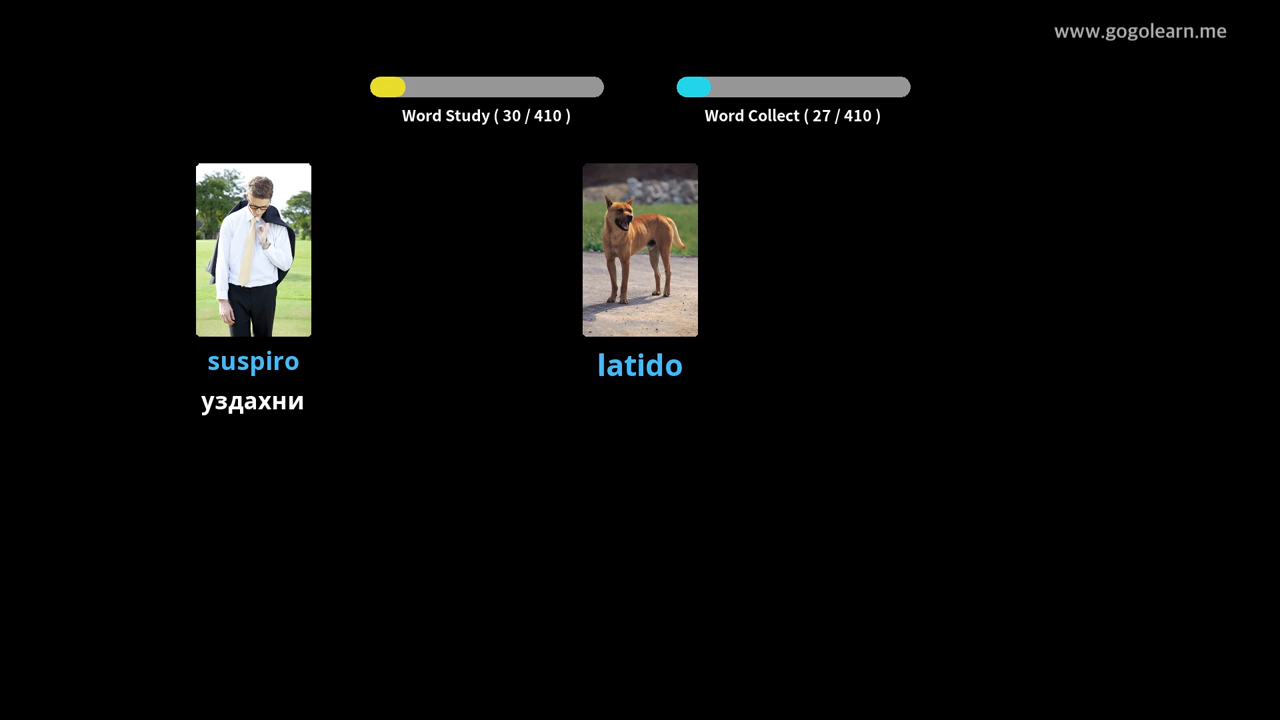 www.gogolearn.me
Word Study ( 30 / 410 )
Word Collect ( 27 / 410 )
suspiro
уздахни
latido